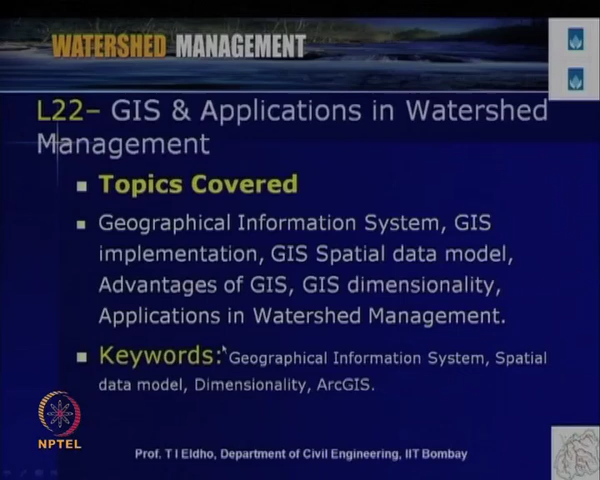 WATERSHED MANAGEMENT
L22– GIS & Applications in Watershed
Management
Topics Covered
Geographical Information System, GIS
implementation, GIS Spatial data model,
Advantages of GIS, GIS dimensionality,
Applications in Watershed Management.
Keywords: Geographical Information System, Spatial
data model, Dimensionality, ArcGIS.
NPTEL
Prof. T I Eldho, Department of Civil Engineering, IIT Bombay